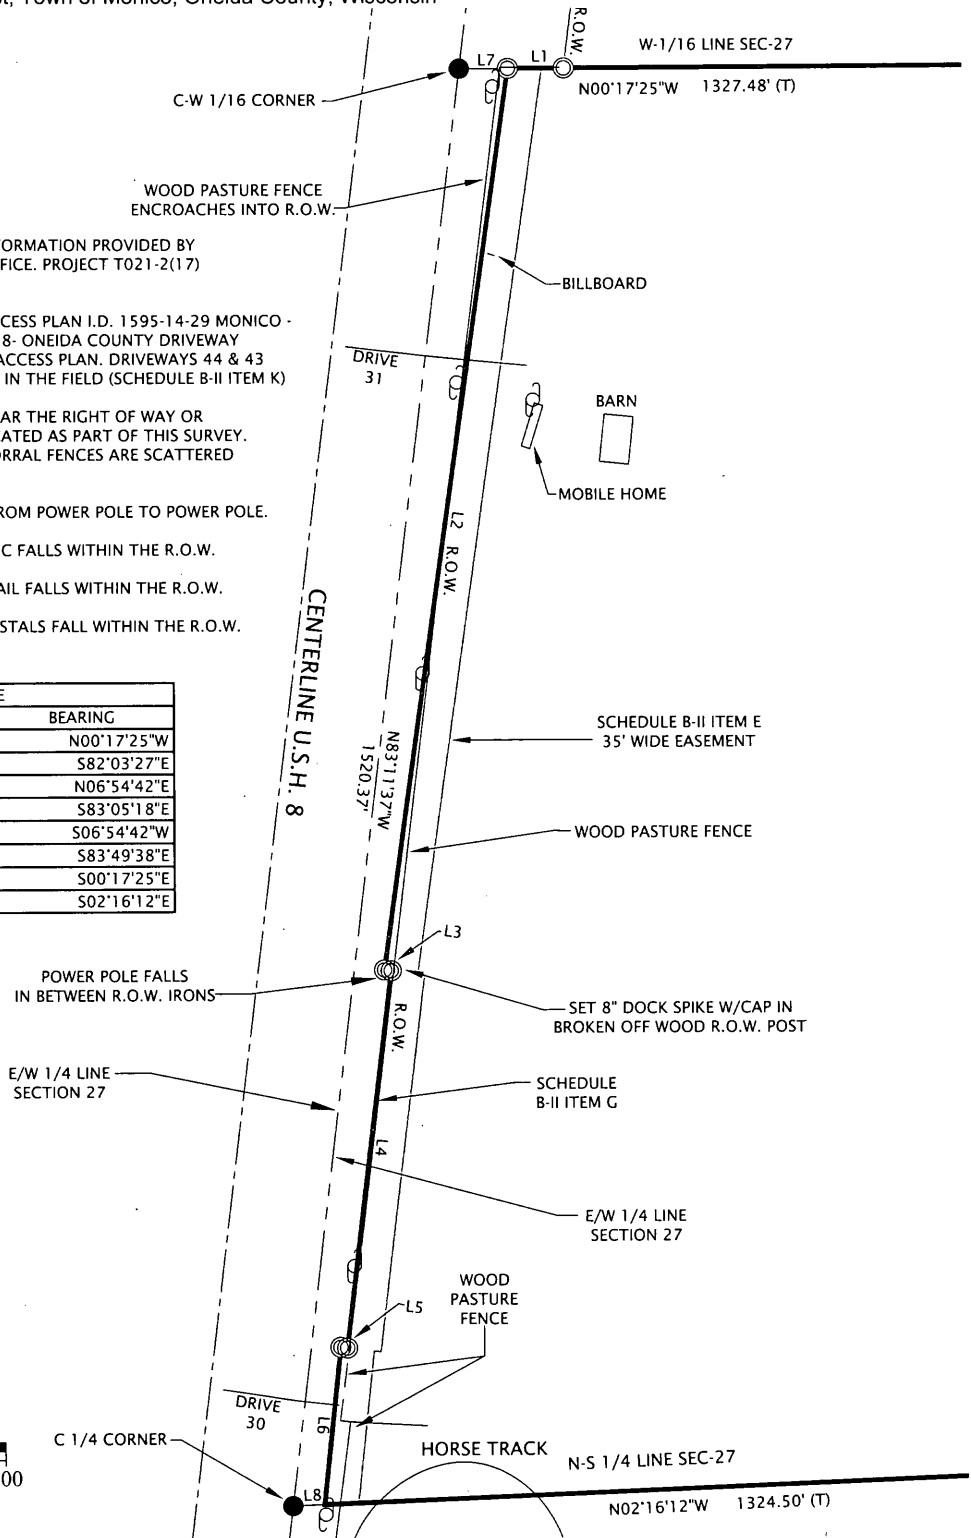 t, Town of Monico, Oneida County, Wisconsin
R.O.W.
W-1/16 LINE SEC-27
L7
L1
N00°17'25"W 1327.48' (T)
C-W 1/16 CORNER
WOOD PASTURE FENCE
ENCROACHES INTO R.O.W.
FORMATION PROVIDED BY
FICE. PROJECT T021-2(17)
BILLBOARD
CESS PLAN I.D. 1595-14-29 MONICO -
8- ONEIDA COUNTY DRIVEWAY
ACCESS PLAN. DRIVEWAYS 44 & 43
IN THE FIELD (SCHEDULE B-II ITEM K)
DRIVE
31
AR THE RIGHT OF WAY OR
ATED AS PART OF THIS SURVEY.
ORRAL FENCES ARE SCATTERED
BARN
MOBILE HOME
ROM POWER POLE TO POWER POLE.
C FALLS WITHIN THE R.O.W.
AIL FALLS WITHIN THE R.O.W.
STALS FALL WITHIN THE R.O.W.
L2
R.O.W.
CENTERLINE U.S.H. 8
E
BEARING
N00°17'25"W
S82°03'27"E
N06°54'42"E
S83°05'18"E
S06°54'42"W
S83°49'38"E
S00°17'25"E
S02°16'12"E
N83°11'37"W
1520.37'
SCHEDULE B-II ITEM E
35' WIDE EASEMENT
WOOD PASTURE FENCE
L3
POWER POLE FALLS
IN BETWEEN R.O.W. IRONS
SET 8" DOCK SPIKE W/CAP IN
BROKEN OFF WOOD R.O.W. POST
R.O.W.
E/W 1/4 LINE
SECTION 27
SCHEDULE
B-II ITEM G
L4
E/W 1/4 LINE
SECTION 27
WOOD
PASTURE
FENCE
L5
DRIVE
30
L6
C 1/4 CORNER
HORSE TRACK
N-S 1/4 LINE SEC-27
00
L8
N02°16'12"W 1324.50' (T)